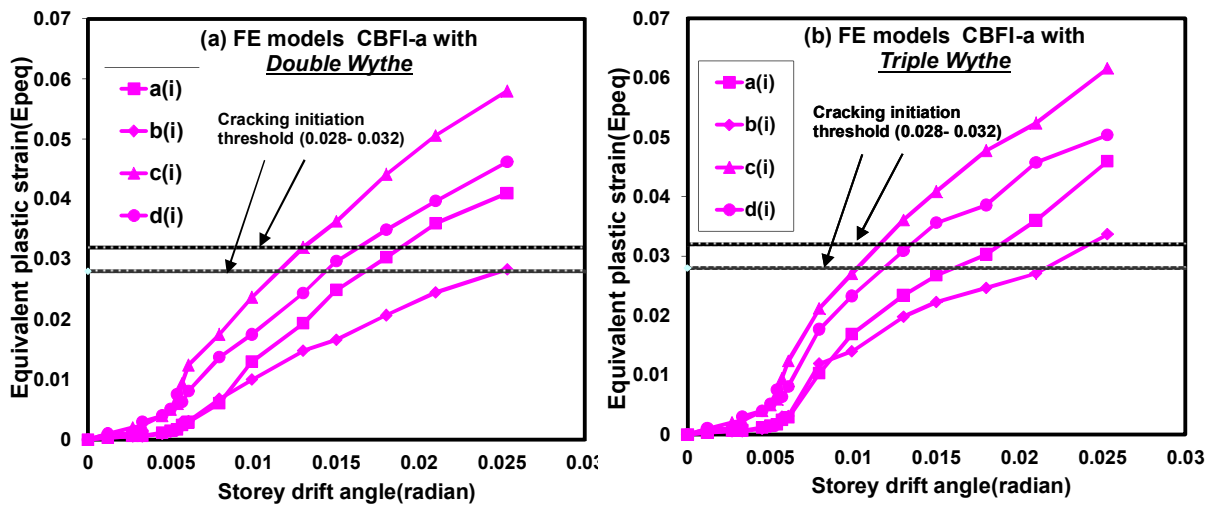 (a) FE models CBFI-a with
Double Wythe
a(i)
b(i)
c(i)
d(i)
Cracking initiation
threshold (0.028- 0.032)
Equivalent plastic strain(Epeq)
0.07
0.06
0.05
0.04
0.03
0.02
0.01
0
0
0.005
0.01
0.015
0.02
0.025
0.03
Storey drift angle(radian)
(b) FE models CBFI-a with
Triple Wythe
a(i)
b(i)
c(i)
d(i)
Cracking initiation
threshold (0.028- 0.032)
Equivalent plastic strain(Epeq)
0.07
0.06
0.05
0.04
0.03
0.02
0.01
0
0
0.005
0.01
0.015
0.02
0.025
0.03
Storey drift angle(radian)